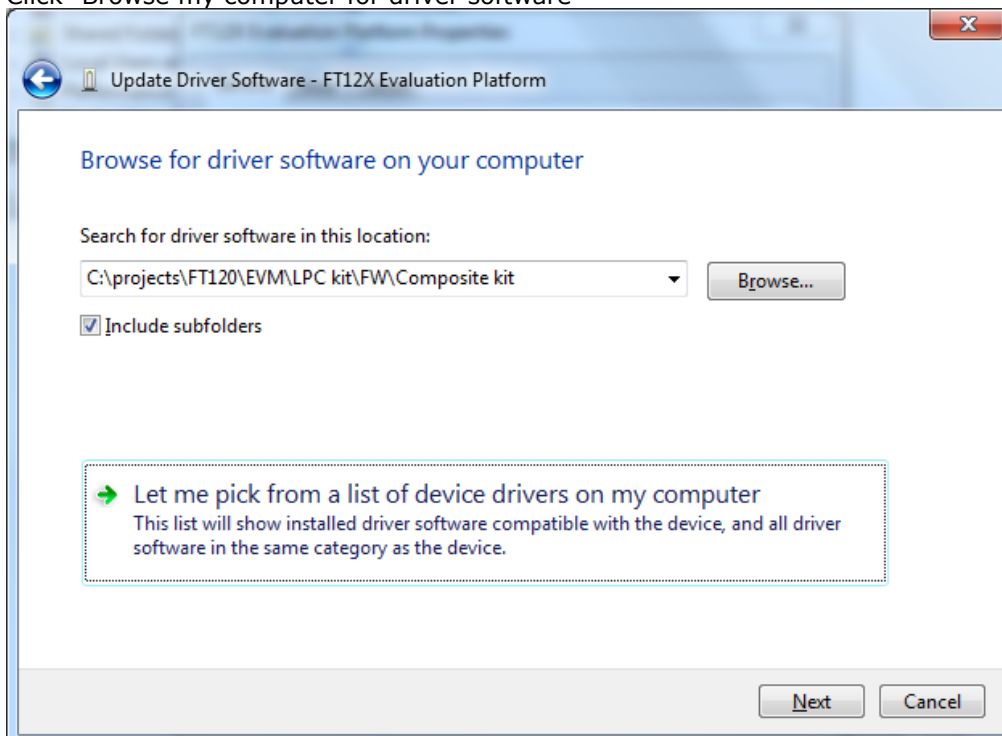 Click "Browse my computer for driver software"
Update Driver Software - FT12X Evaluation Platform
Browse for driver software on your computer
Search for driver software in this location:
C:\projects\FT120\EVM\LPC kit\FW\Composite kit
Browse...
Include subfolders
Let me pick from a list of device drivers on my computer
This list will show installed driver software compatible with the device, and all driver
software in the same category as the device.
Next
Cancel